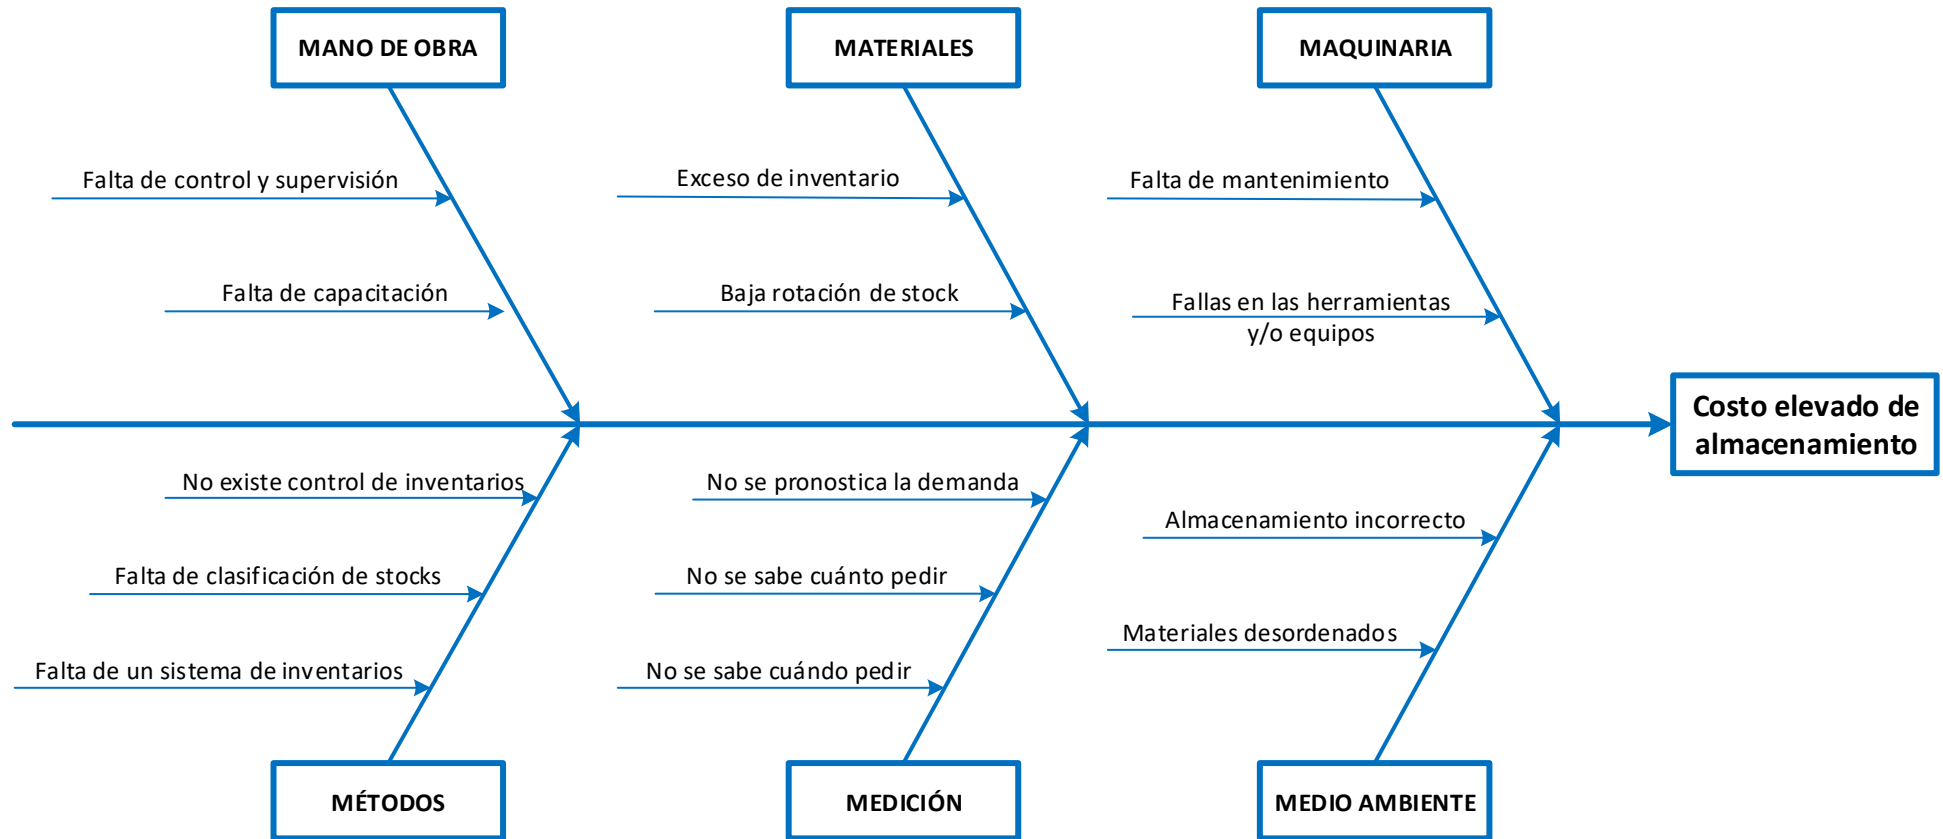 MANO DE OBRA
MATERIALES
MAQUINARIA
Falta de control y supervisión
Exceso de inventario
Falta de mantenimiento
Falta de capacitación
Baja rotación de stock
Fallas en las herramientas
y/o equipos
Costo elevado de
almacenamiento
No existe control de inventarios
No se pronostica la demanda
Almacenamiento incorrecto
Falta de clasificación de stocks
No se sabe cuánto pedir
Materiales desordenados
Falta de un sistema de inventarios
No se sabe cuándo pedir
MÉTODOS
MEDICIÓN
MEDIO AMBIENTE